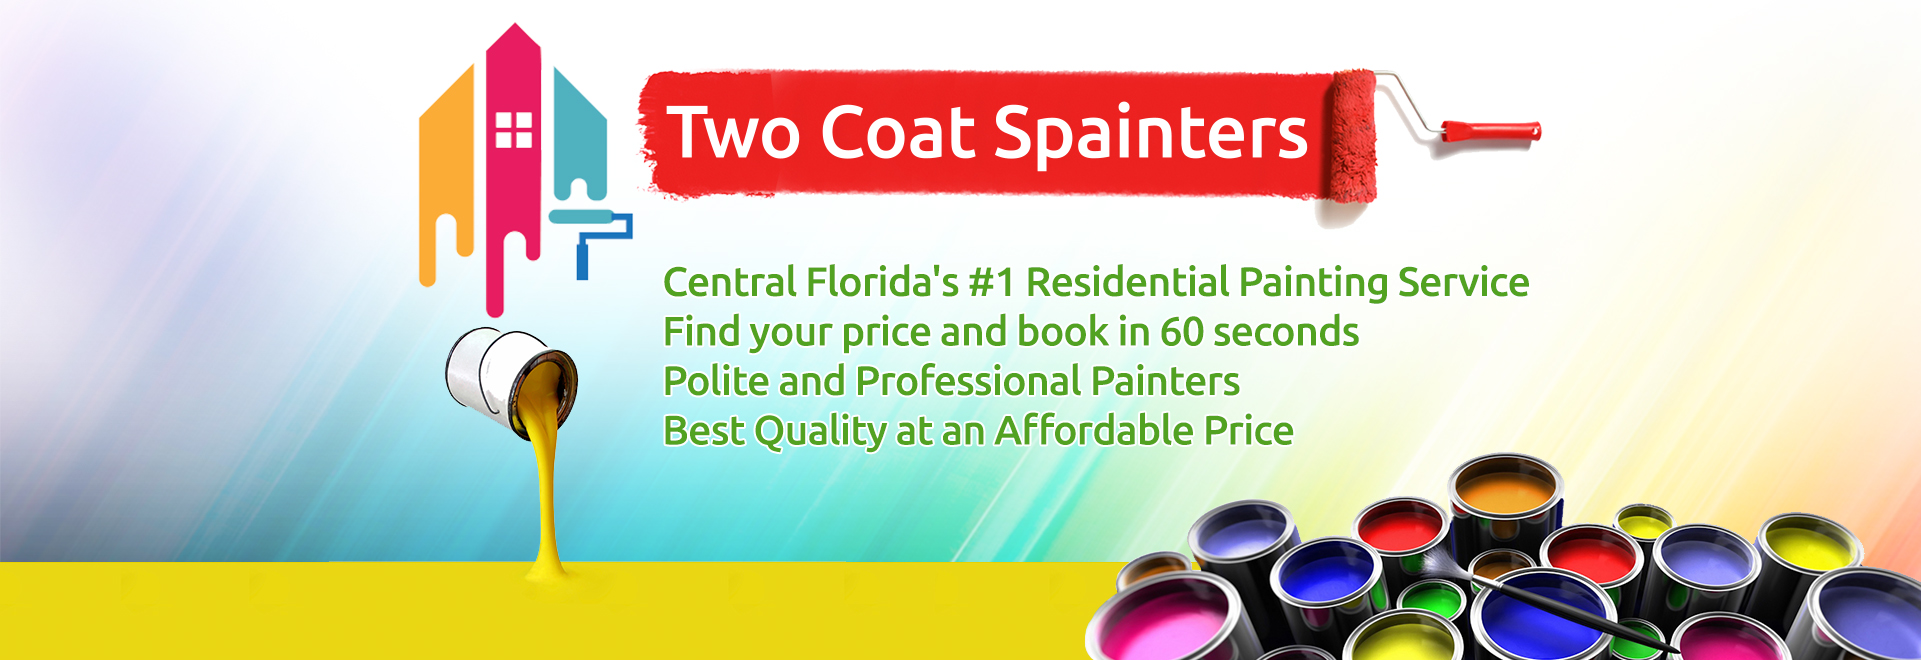 Two Coat Spainters
Central Florida's #1 Residential Painting Service
Find your price and book in 60 seconds
Polite and Professional Painters
Best Quality at an Affordable Price